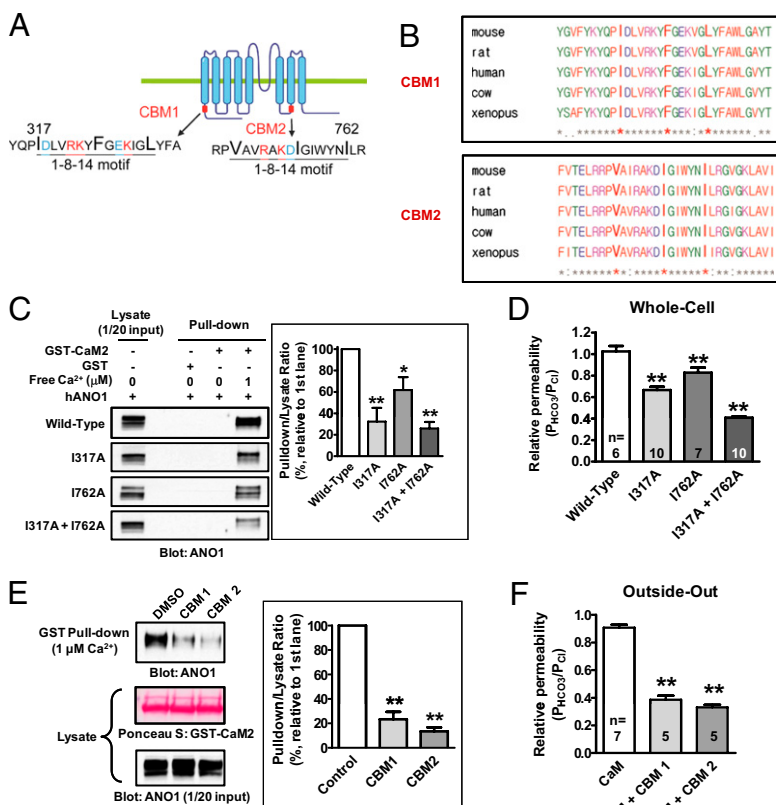 A
CBM1
317
YQPIDLVRKYFGEKIGLYFA
1-8-14 motif
CBM2
762
RPVAVRAKDIGIWYNILR
1-8-14 motif
B
CBM1
mouse YGVFYKYQPIDLVRKYFGEKVGLYFAWLGAYT
rat YGVFYKYQPIDLVRKYFGEKVGLYFAWLGVYT
human YGVFYKYQPIDLVRKYFGEKIGLYFAWLGVYT
cow YGVFYKYQPIDLVRKYFGEKIGLYFAWLGVYT
xenopus YSAFYKYQPIDLVRKYFGEKIGLYFAWLGVYT
CBM2
mouse FVTELRRPVAIRAKDIGIWYNILRGVGKLAVI
rat FVTELRRPVAIRAKDIGIWYNILRGVGKLAVI
human FVTELRRPVAVRAKDIGIWYNILRGIGKLAVI
cow FVTELRRPVAVRAKDIGIWYNILRGVGKLAVI
xenopus FITELRRPVAVRAKDIGIWYNIIRGVGKLAVI
C
Lysate
(1/20 input)
Pull-down
GST-CaM2 - - + +
GST - + - -
Free Ca²⁺ (μM) 0 0 0 1
hANO1 + + + +
Wild-Type
I317A
I762A
I317A + I762A
Blot: ANO1
Pulldown/Lysate Ratio
(%, relative to 1st lane)
100
80
60
40
20
0
** * **
Wild-Type
I317A
I762A
I317A + I762A
D
Whole-Cell
Relative permeability
(PHCO3/PCl)
1.2
1.0
0.8
0.6
0.4
0.2
0.0
** ** **
n=
6 10 7 10
Wild-Type
I317A
I762A
I317A + I762A
E
DMSO
CBM 1
CBM 2
GST Pull-down
(1 μM Ca²⁺)
Blot: ANO1
Lysate
Ponceau S: GST-CaM2
Blot: ANO1 (1/20 input)
Pulldown/Lysate Ratio
(%, relative to 1st lane)
100
80
60
40
20
0
** **
Control
CBM1
CBM2
F
Outside-Out
Relative permeability
(PHCO3/PCl)
1.0
0.8
0.6
0.4
0.2
0.0
** **
n=
7 5 5
CaM
+ CBM 1
+ CBM 2